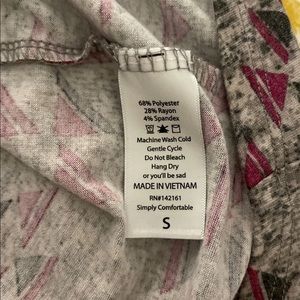 68% Polyester
28% Rayon
4% Spandex
Machine Wash Cold
Gentle Cycle
Do Not Bleach
Hang Dry
or you'll be sad
MADE IN VIETNAM
RN#142161
Simply Comfortable
S